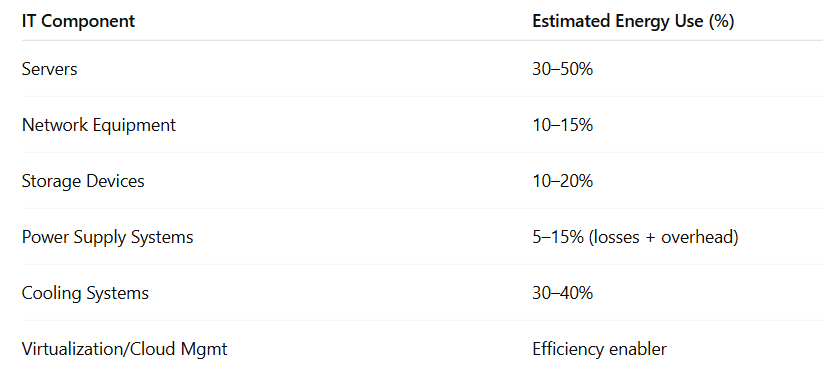 IT Component Estimated Energy Use (%)
Servers 30–50%
Network Equipment 10–15%
Storage Devices 10–20%
Power Supply Systems 5–15% (losses + overhead)
Cooling Systems 30–40%
Virtualization/Cloud Mgmt Efficiency enabler